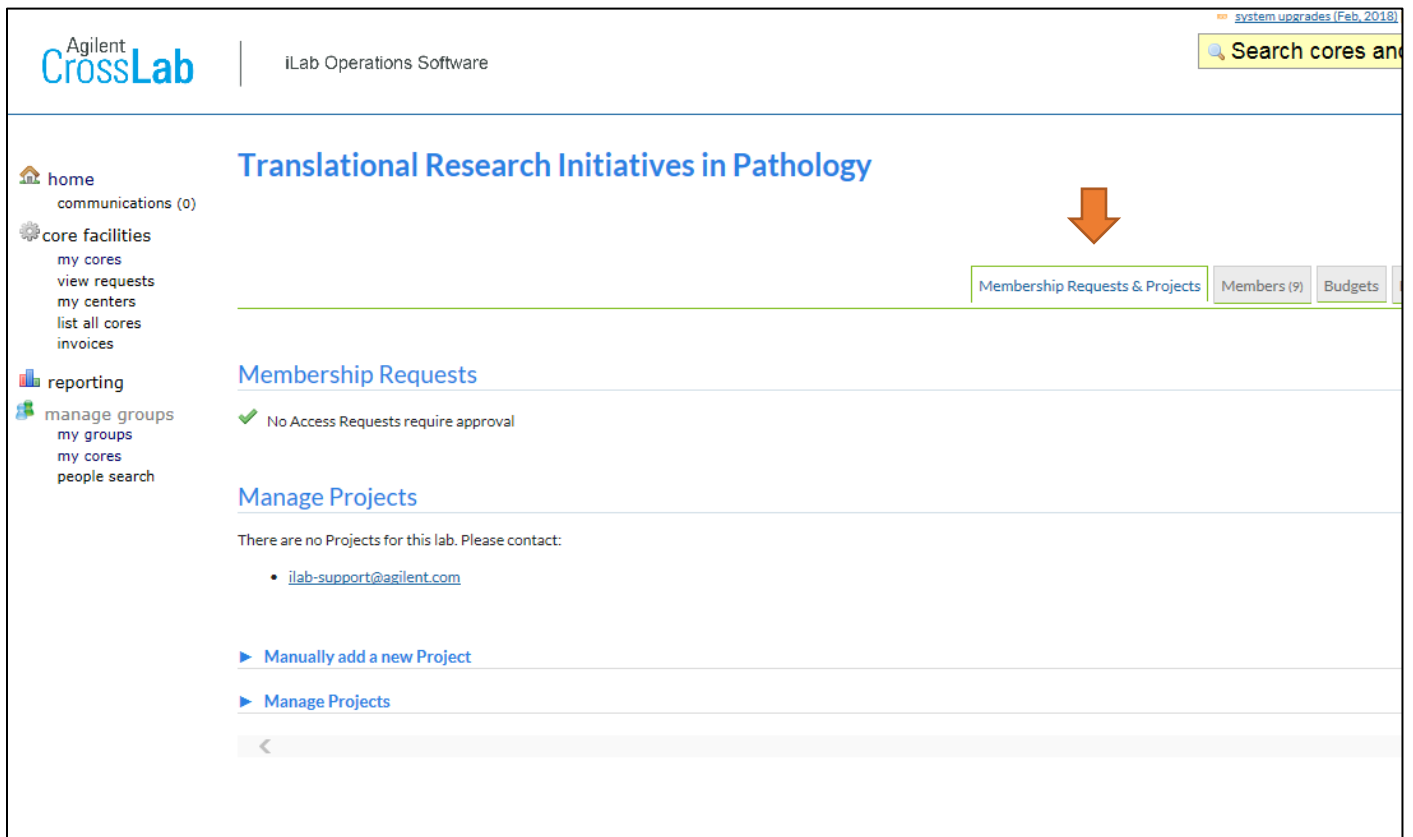 system upgrades (Feb, 2018)
Agilent
CrossLab
iLab Operations Software
Search cores and
home
communications (0)
core facilities
my cores
view requests
my centers
list all cores
invoices
reporting
manage groups
my groups
my cores
people search
Translational Research Initiatives in Pathology
Membership Requests & Projects Members (9) Budgets
Membership Requests
No Access Requests require approval
Manage Projects
There are no Projects for this lab. Please contact:
• ilab-support@agilent.com
► Manually add a new Project
► Manage Projects